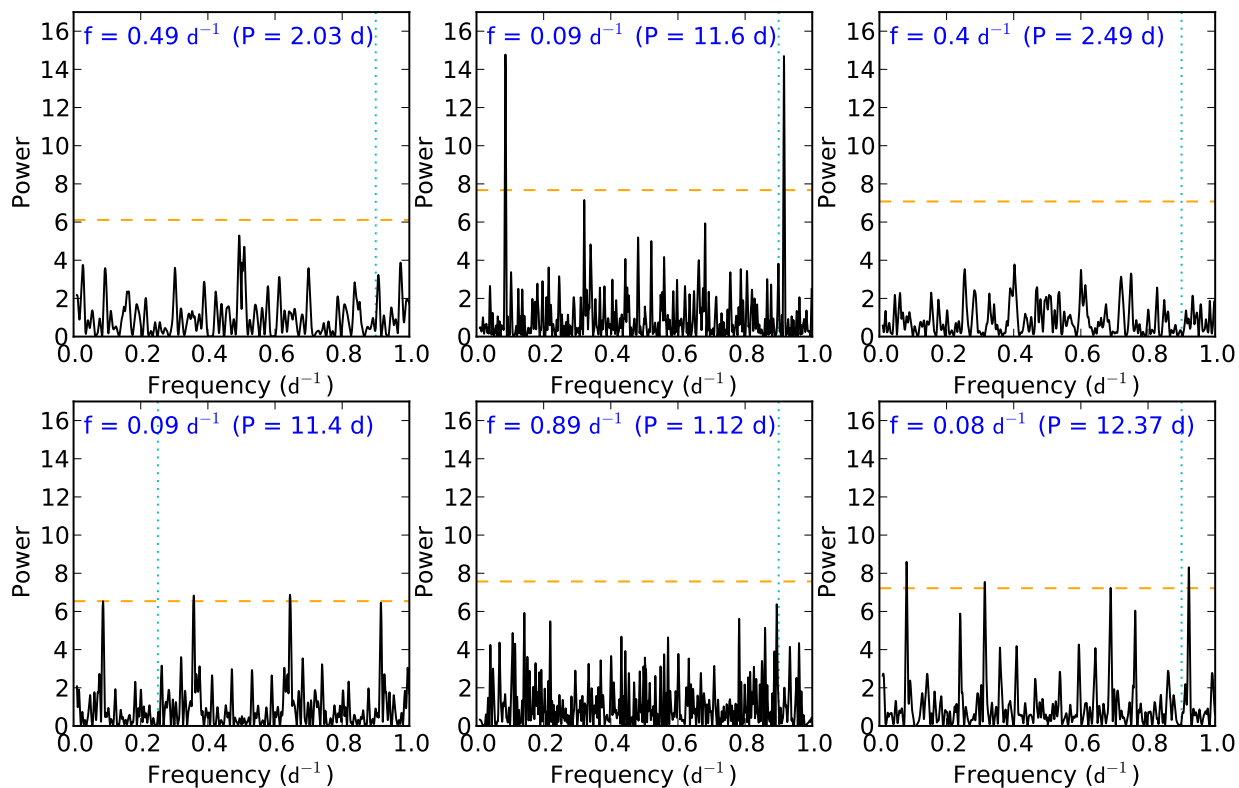 f = 0.49 d⁻¹ (P = 2.03 d)
16
14
12
10
8
6
4
2
0
Power
0.0 0.2 0.4 0.6 0.8 1.0
Frequency (d⁻¹)
f = 0.09 d⁻¹ (P = 11.6 d)
16
14
12
10
8
6
4
2
0
Power
0.0 0.2 0.4 0.6 0.8 1.0
Frequency (d⁻¹)
f = 0.4 d⁻¹ (P = 2.49 d)
16
14
12
10
8
6
4
2
0
Power
0.0 0.2 0.4 0.6 0.8 1.0
Frequency (d⁻¹)
f = 0.09 d⁻¹ (P = 11.4 d)
16
14
12
10
8
6
4
2
0
Power
0.0 0.2 0.4 0.6 0.8 1.0
Frequency (d⁻¹)
f = 0.89 d⁻¹ (P = 1.12 d)
16
14
12
10
8
6
4
2
0
Power
0.0 0.2 0.4 0.6 0.8 1.0
Frequency (d⁻¹)
f = 0.08 d⁻¹ (P = 12.37 d)
16
14
12
10
8
6
4
2
0
Power
0.0 0.2 0.4 0.6 0.8 1.0
Frequency (d⁻¹)